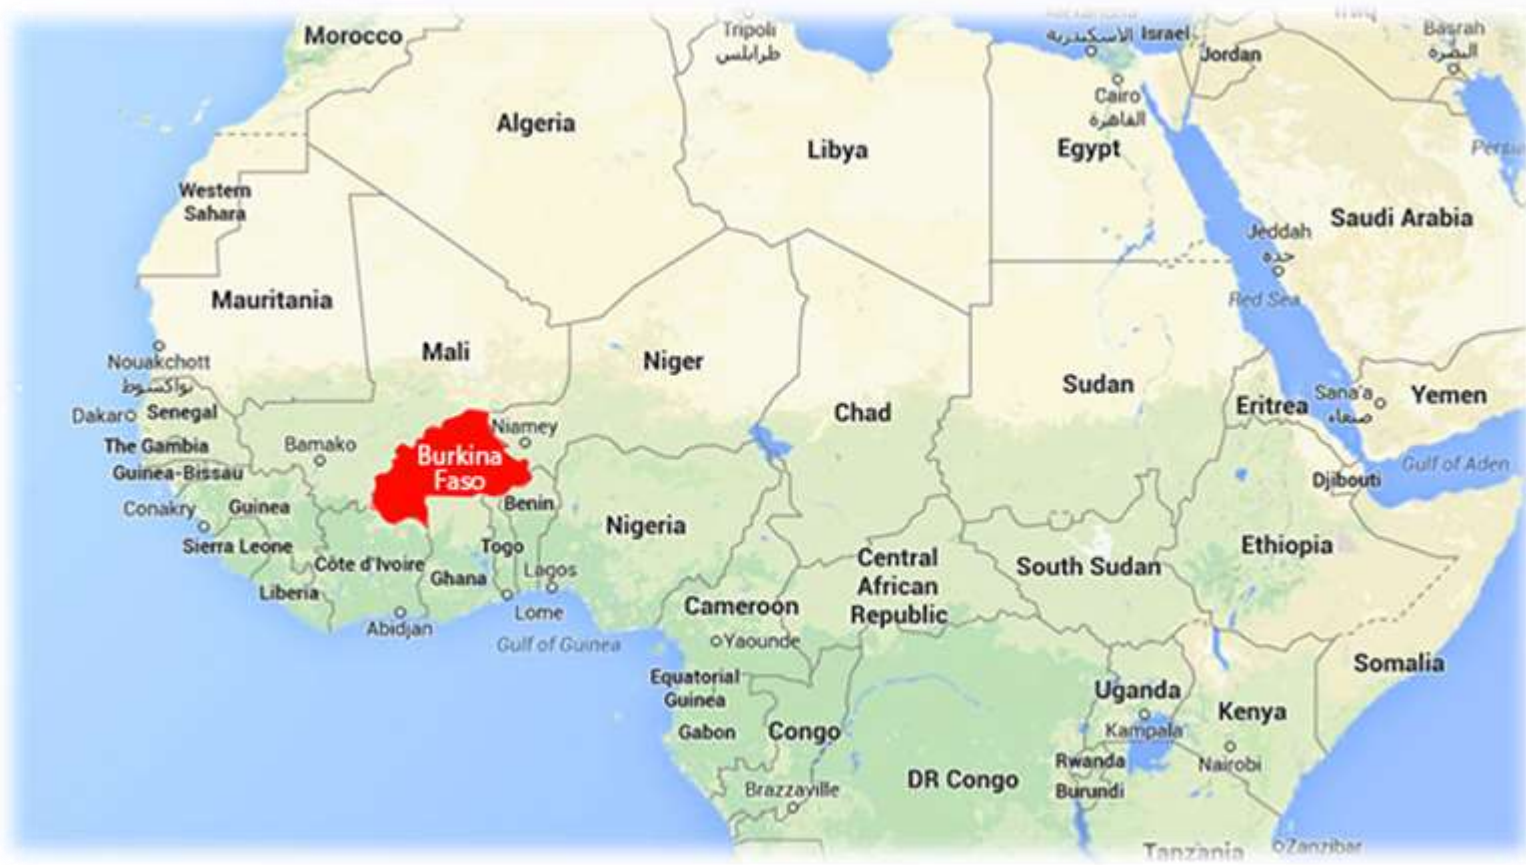 Morocco
Tripoli
طرابلس
الاسكندرية
Israel
Jordan
Basrah
البصرة
Cairo
القاهرة
Algeria
Libya
Egypt
Western
Sahara
Saudi Arabia
Jeddah
جدة
Red Sea
Mauritania
Mali
Niger
Chad
Sudan
Eritrea
Sana'a
صنعاء
Yemen
Nouakchott
نواكشوط
Dakar
Senegal
The Gambia
Guinea-Bissau
Bamako
Niamey
Burkina
Faso
Gulf of Aden
Djibouti
Conakry
Guinea
Benin
Nigeria
Sierra Leone
Côte d'Ivoire
Togo
Ghana
Lagos
Liberia
Abidjan
Lome
Gulf of Guinea
Central
African
Republic
South Sudan
Ethiopia
Cameroon
Yaounde
Somalia
Equatorial
Guinea
Gabon
Congo
Uganda
Kampala
Kenya
Nairobi
Rwanda
Burundi
DR Congo
Brazzaville
Tanzania
Zanzibar